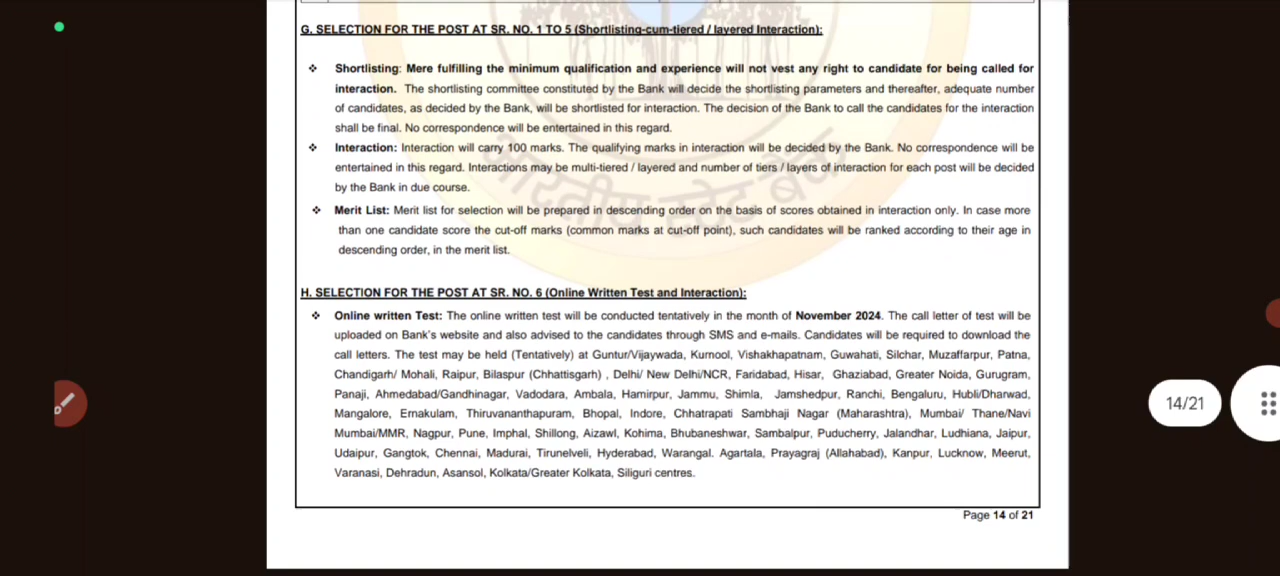 G. SELECTION FOR THE POST AT SR. NO. 1 TO 5 (Shortlisting-cum-tiered / layered Interaction):
❖ Shortlisting: Mere fulfilling the minimum qualification and experience will not vest any right to candidate for being called for
interaction. The shortlisting committee constituted by the Bank will decide the shortlisting parameters and thereafter, adequate number
of candidates, as decided by the Bank, will be shortlisted for interaction. The decision of the Bank to call the candidates for the interaction
shall be final. No correspondence will be entertained in this regard.
❖ Interaction: Interaction will carry 100 marks. The qualifying marks in interaction will be decided by the Bank. No correspondence will be
entertained in this regard. Interactions may be multi-tiered / layered and number of tiers / layers of interaction for each post will be decided
by the Bank in due course.
❖ Merit List: Merit list for selection will be prepared in descending order on the basis of scores obtained in interaction only. In case more
than one candidate score the cut-off marks (common marks at cut-off point), such candidates will be ranked according to their age in
descending order, in the merit list.
भारतीय स्टेट बैंक
H. SELECTION FOR THE POST AT SR. NO. 6 (Online Written Test and Interaction):
❖ Online written Test: The online written test will be conducted tentatively in the month of November 2024. The call letter of test will be
uploaded on Bank's website and also advised to the candidates through SMS and e-mails. Candidates will be required to download the
call letters. The test may be held (Tentatively) at Guntur/Vijaywada, Kurnool, Vishakhapatnam, Guwahati, Silchar, Muzaffarpur, Patna,
Chandigarh/ Mohali, Raipur, Bilaspur (Chhattisgarh) , Delhi/ New Delhi/NCR, Faridabad, Hisar, Ghaziabad, Greater Noida, Gurugram,
Panaji, Ahmedabad/Gandhinagar, Vadodara, Ambala, Hamirpur, Jammu, Shimla, Jamshedpur, Ranchi, Bengaluru, Hubli/Dharwad,
Mangalore, Ernakulam, Thiruvananthapuram, Bhopal, Indore, Chhatrapati Sambhaji Nagar (Maharashtra), Mumbai/ Thane/Navi
Mumbai/MMR, Nagpur, Pune, Imphal, Shillong, Aizawl, Kohima, Bhubaneshwar, Sambalpur, Puducherry, Jalandhar, Ludhiana, Jaipur,
Udaipur, Gangtok, Chennai, Madurai, Tirunelveli, Hyderabad, Warangal. Agartala, Prayagraj (Allahabad), Kanpur, Lucknow, Meerut,
Varanasi, Dehradun, Asansol, Kolkata/Greater Kolkata, Siliguri centres.
Page 14 of 21
14/21